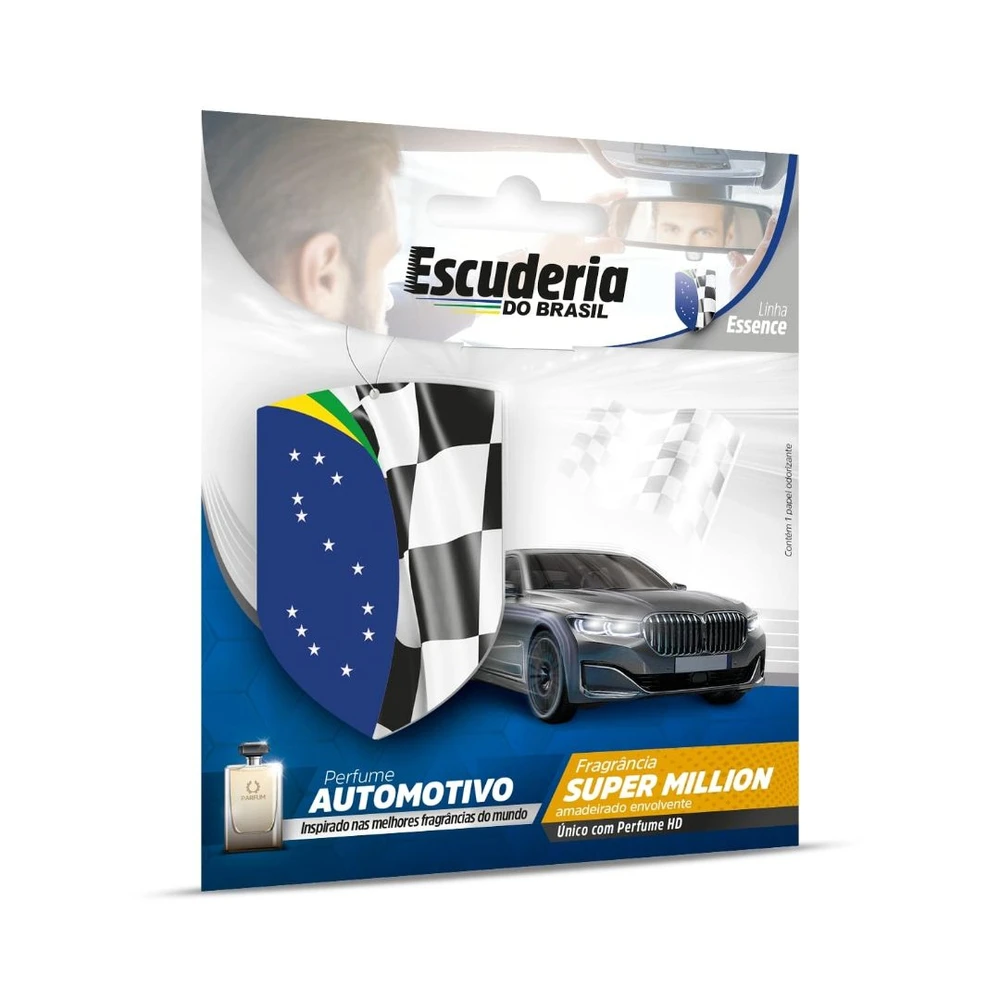 Escuderia
DO BRASIL
Linha
Essence
Contém 1 papel odorizante
PARFUM
Perfume
AUTOMOTIVO
Inspirado nas melhores fragrâncias do mundo
Fragrância
SUPER MILLION
amadeirado envolvente
Único com Perfume HD